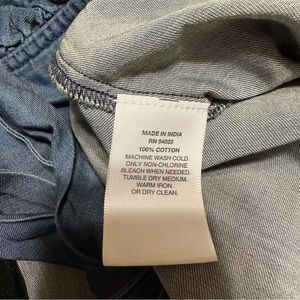 MADE IN INDIA
RN 54023
100% COTTON
MACHINE WASH COLD.
ONLY NON-CHLORINE
BLEACH WHEN NEEDED.
TUMBLE DRY MEDIUM.
WARM IRON.
OR DRY CLEAN.